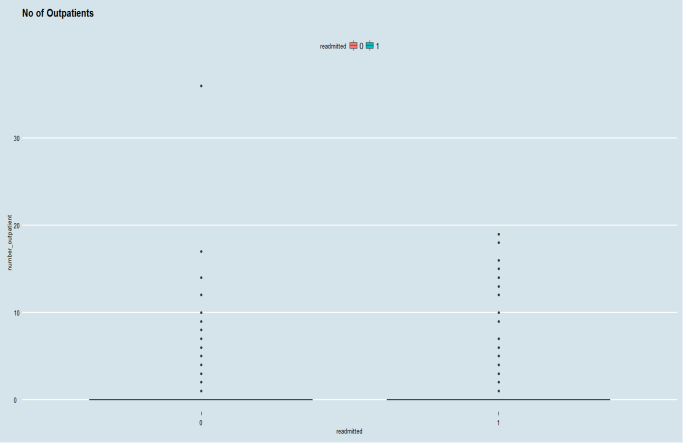 No of Outpatients
readmitted 0 1
30
20
10
0
number_outpatient
0 1
readmitted